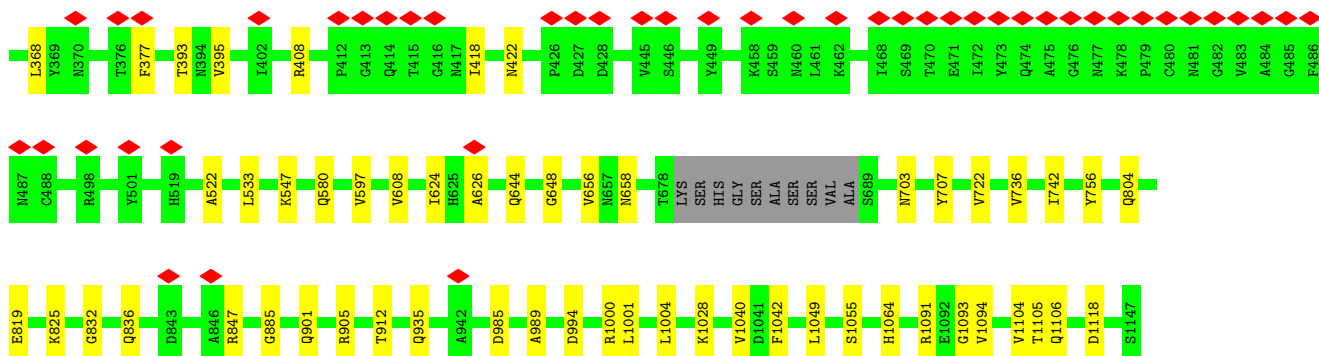 L368 Y369 N370 T376 F377 T393 N394 V395 I402 R408 P412 G413 Q414 T415 G416 N417 I418 N422 P426 D427 D428 V445 S446 Y449 K458 S459 N460 L461 K462 I468 S469 T470 E471 I472 Y473 Q474 A475 G476 N477 K478 P479 C480 N481 G482 V483 A484 G485 F486
N487 C488 R498 Y501 H519 A522 L533 K547 Q580 V597 V608 I624 H625 A626 Q644 G648 V656 N657 N658 T678 LYS SER HIS GLY SER ALA SER SER VAL ALA S689 N703 Y707 V722 V736 I742 Y756 Q804
E819 K825 G832 Q836 D843 A846 R847 G885 Q901 R905 T912 Q935 A942 D985 A989 D994 R1000 L1001 L1004 K1028 V1040 D1041 F1042 L1049 S1055 H1064 R1091 E1092 G1093 V1094 V1104 T1105 Q1106 D1118 S1147